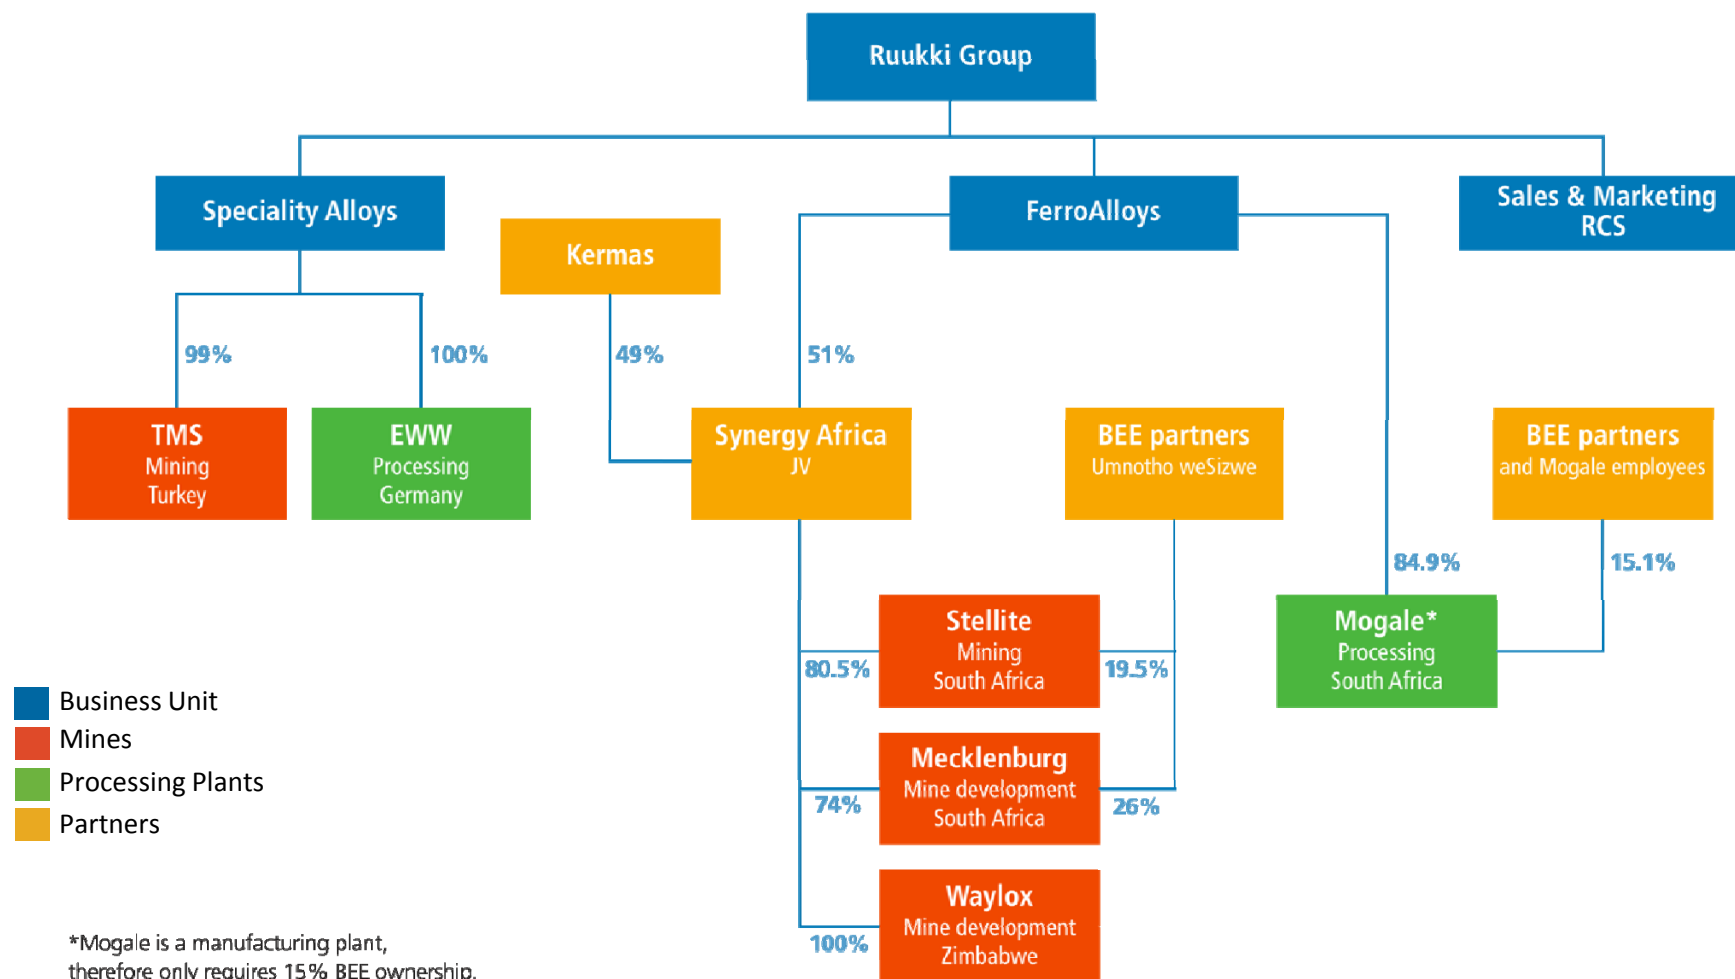 Ruukki Group
Speciality Alloys
FerroAlloys
Sales & Marketing
RCS
Kermas
99%
100%
49%
51%
TMS
Mining
Turkey
EWW
Processing
Germany
Synergy Africa
JV
BEE partners
Umnotho weSizwe
BEE partners
and Mogale employees
84.9%
15.1%
Stellite
Mining
South Africa
80.5%
19.5%
Mogale*
Processing
South Africa
Mecklenburg
Mine development
South Africa
74%
26%
Waylox
Mine development
Zimbabwe
100%
Business Unit
Mines
Processing Plants
Partners
*Mogale is a manufacturing plant,
therefore only requires 15% BEE ownership.